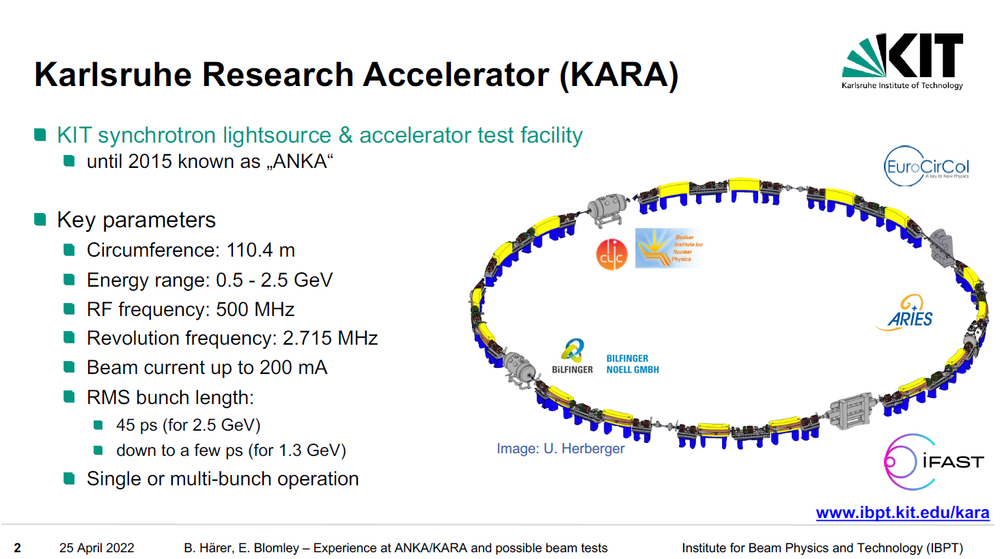 KIT
Karlsruhe Institute of Technology
Karlsruhe Research Accelerator (KARA)
KIT synchrotron lightsource & accelerator test facility
until 2015 known as „ANKA“
Key parameters
Circumference: 110.4 m
Energy range: 0.5 - 2.5 GeV
RF frequency: 500 MHz
Revolution frequency: 2.715 MHz
Beam current up to 200 mA
RMS bunch length:
45 ps (for 2.5 GeV)
down to a few ps (for 1.3 GeV)
Single or multi-bunch operation
EuroCirCol
A key to New Physics
clic
Budker
Institute for
Nuclear
Physics
ARIES
BiLFINGER
BILFINGER
NOELL GMBH
Image: U. Herberger
iFAST
www.ibpt.kit.edu/kara
2
25 April 2022
B. Härer, E. Blomley – Experience at ANKA/KARA and possible beam tests
Institute for Beam Physics and Technology (IBPT)